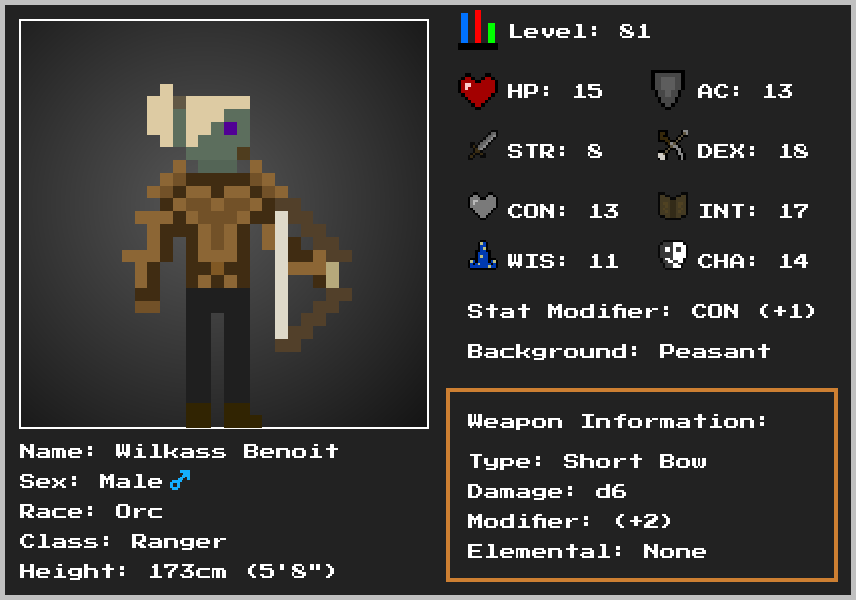 Level: 81
HP: 15 AC: 13
STR: 8 DEX: 18
CON: 13 INT: 17
WIS: 11 CHA: 14
Stat Modifier: CON (+1)
Background: Peasant
Weapon Information:
Type: Short Bow
Damage: d6
Modifier: (+2)
Elemental: None
Name: Wilkass Benoit
Sex: Male ♂
Race: Orc
Class: Ranger
Height: 173cm (5'8")